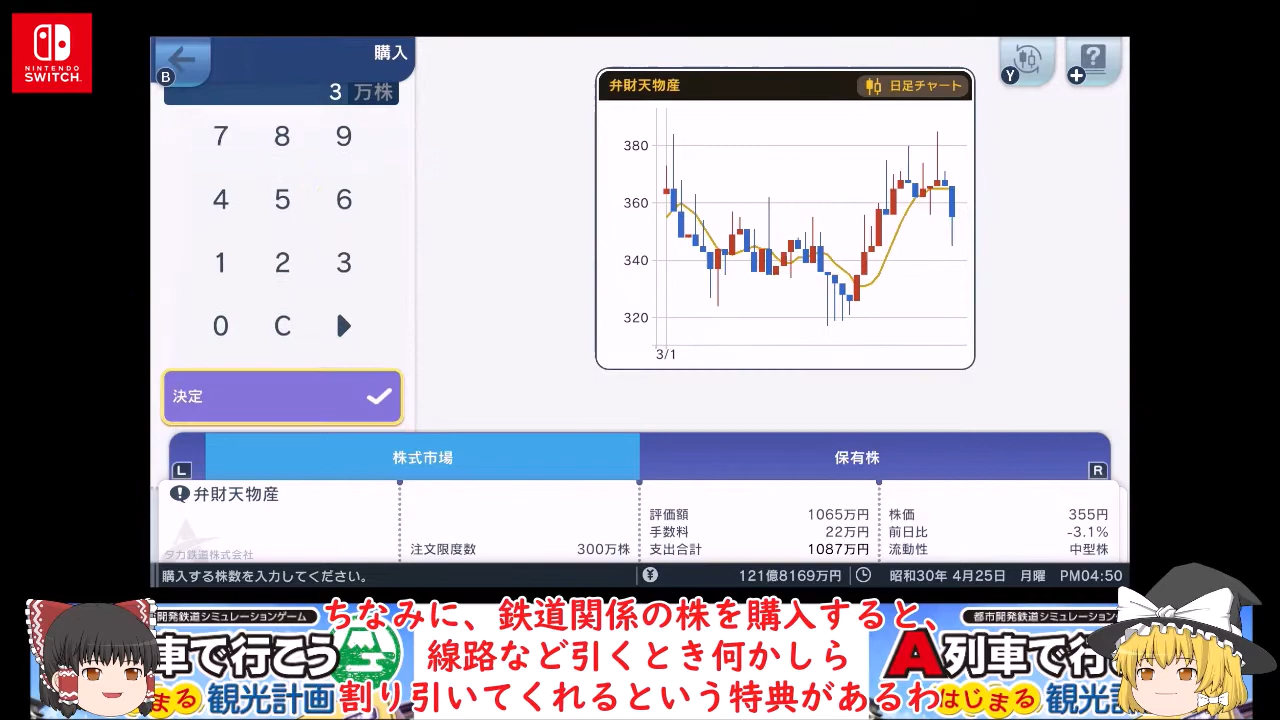 NINTENDO
SWITCH
B
購入
3 万株
7 8 9
4 5 6
1 2 3
0 C
決定
Y
+
?
弁財天物産
日足チャート
380
360
340
320
3/1
L
株式市場
保有株
R
弁財天物産
タカ鉄道株式会社
注文限度数 300万株
評価額 1065万円
手数料 22万円
支出合計 1087万円
株価 355円
前日比 -3.1%
流動性 中型株
購入する株数を入力してください。
121億8169万円
昭和30年 4月25日 月曜 PM04:50
開発鉄道シミュレーションゲーム
車で行こう
まる 観光計画
都市開発鉄道シミュレーション
A列車で行
はじまる 観光
ちなみに、鉄道関係の株を購入すると、
線路など引くとき何かしら
割り引いてくれるという特典があるわ